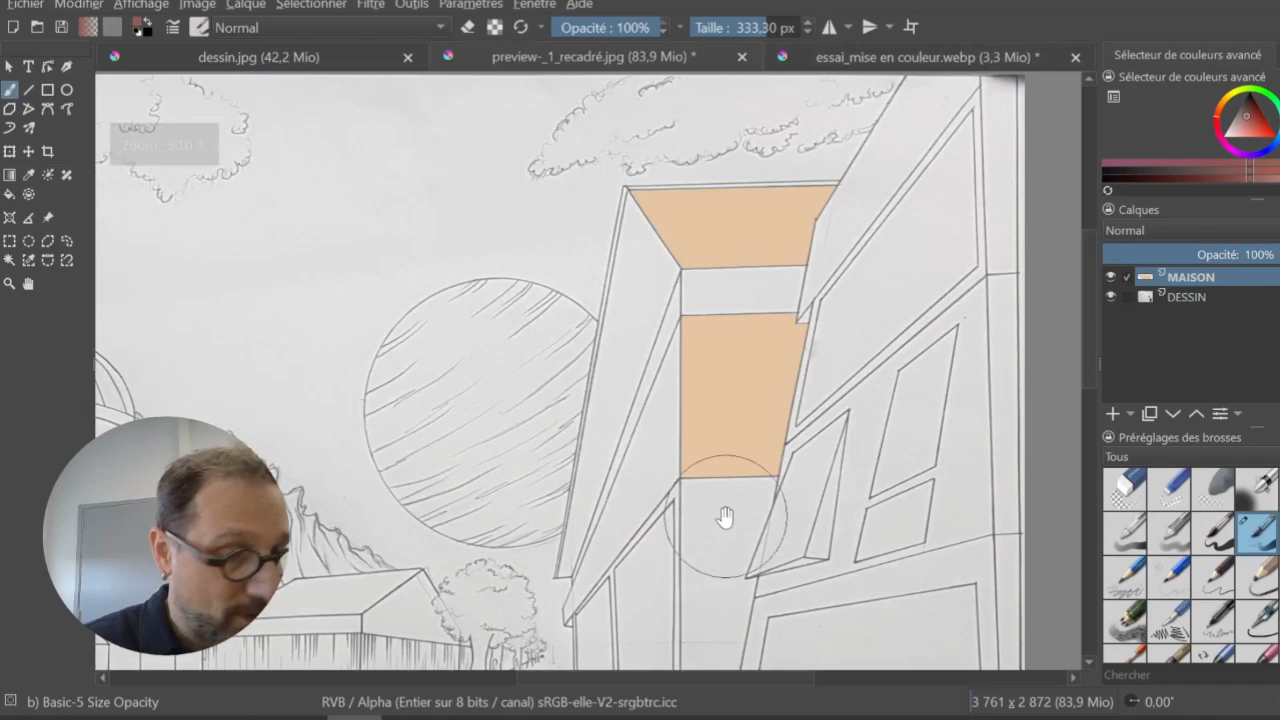 Fichier Modifier Affichage Image Calque Sélectionner Filtre Outils Paramètres Fenêtre Aide
Normal Opacité : 100% Taille : 333,30 px
dessin.jpg (42,2 Mio) preview-_1_recadré.jpg (83,9 Mio) * essai_mise en couleur.webp (3,3 Mio) *
Sélecteur de couleurs avancé
Sélecteur de couleurs avancé
Calques
Normal
Opacité: 100%
MAISON
DESSIN
Préréglages des brosses
Tous
Chercher
b) Basic-5 Size Opacity RVB / Alpha (Entier sur 8 bits / canal) sRGB-elle-V2-srgbtrc.icc 3 761 x 2 872 (83,9 Mio) 0.00°